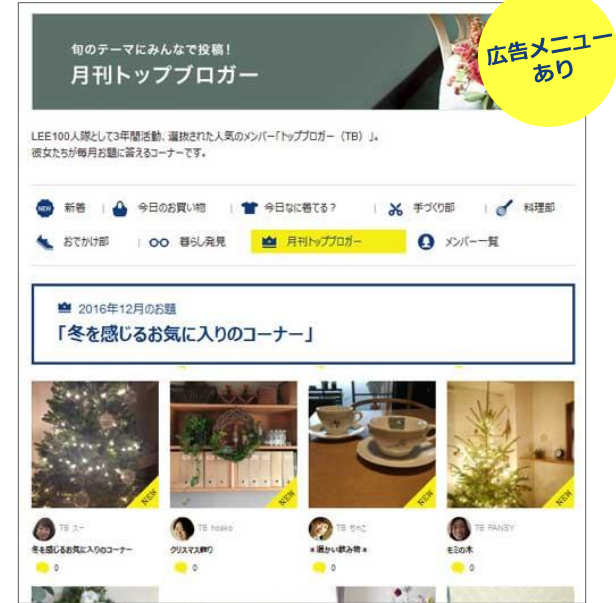 旬のテーマにみんなで投稿！
月刊トップブロガー
広告メニュー
あり
LEE100人隊として3年間活動、選抜された人気のメンバー「トップブロガー（TB）」。
彼女たちが毎月お題に答えるコーナーです。
NEW 新着 | 今日のお買い物 | 今日なに着てる？ | 手づくり部 | 料理部
おでかけ部 | 暮らし発見 月刊トップブロガー メンバー一覧
2016年12月のお題
「冬を感じるお気に入りのコーナー」
NEW NEW NEW NEW
TB スー TB hoako TB ちゃこ TB PANSY
冬を感じるお気に入りのコーナー クリスマス飾り *温かい飲み物* モミの木
0 0 0 0